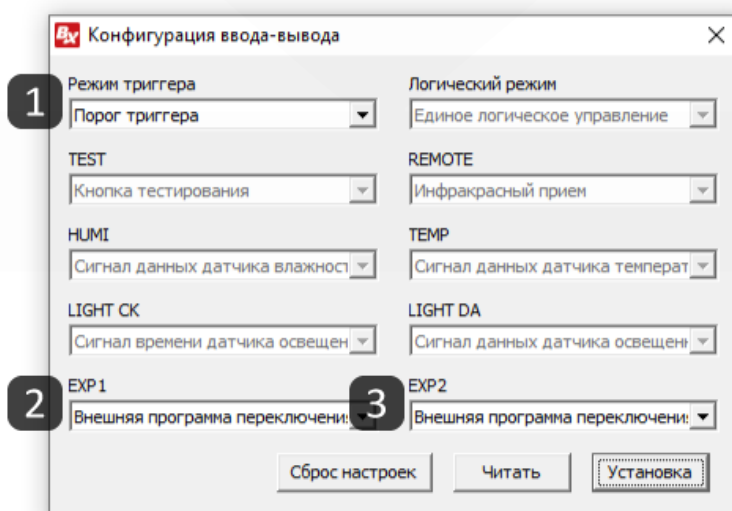 BX Конфигурация ввода-вывода
1
Режим триггера
Порог триггера
Логический режим
Единое логическое управление
TEST
Кнопка тестирования
REMOTE
Инфракрасный прием
HUMI
Сигнал данных датчика влажност
TEMP
Сигнал данных датчика температ
LIGHT CK
Сигнал времени датчика освещен
LIGHT DA
Сигнал данных датчика освещен
2
EXP1
Внешняя программа переключени
3
EXP2
Внешняя программа переключени
Сброс настроек
Читать
Установка